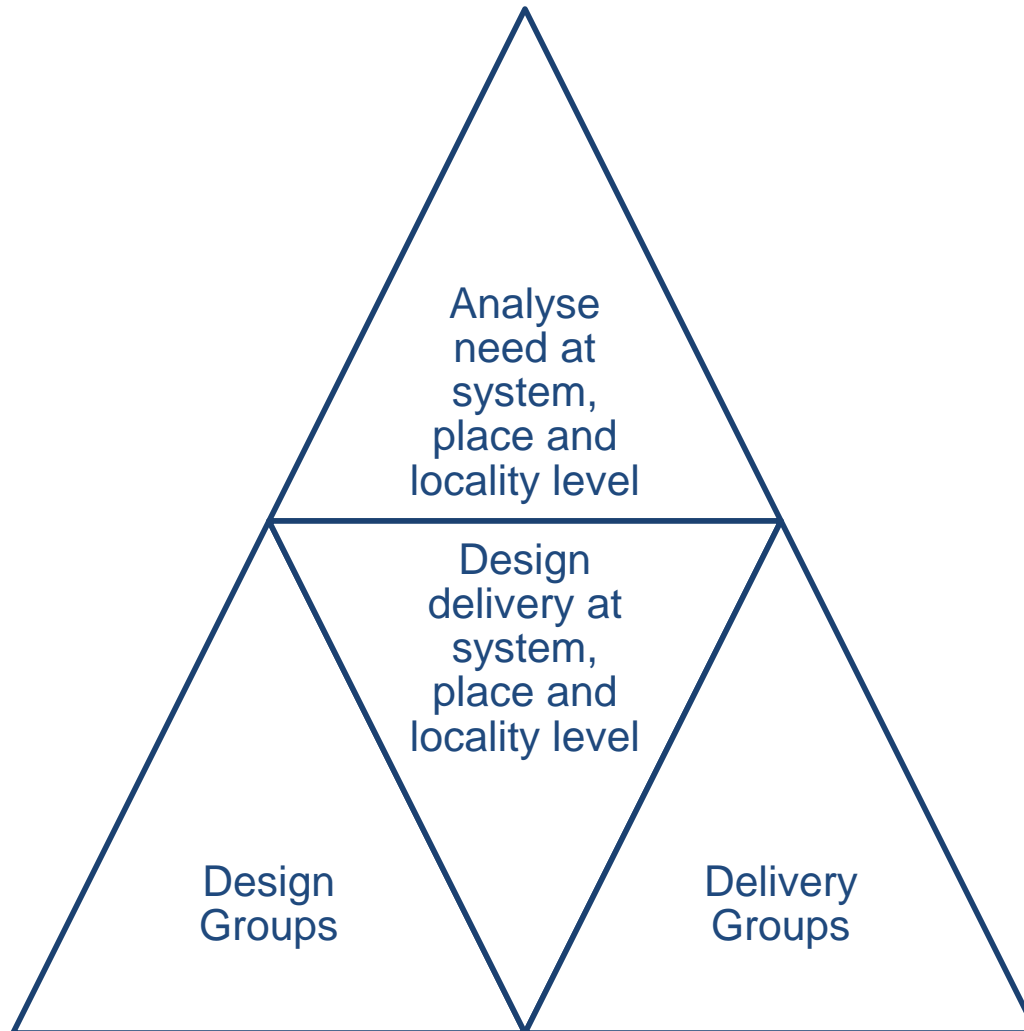 Analyse
need at
system,
place and
locality level
Design
delivery at
system,
place and
locality level
Design
Groups
Delivery
Groups